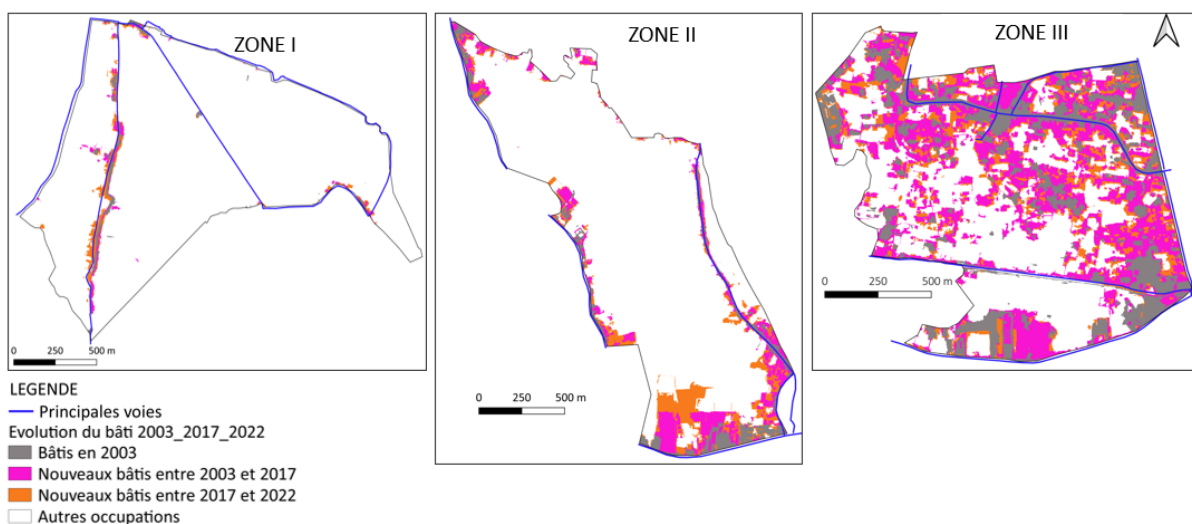 ZONE I
0 250 500 m
ZONE II
0 250 500 m
ZONE III
0 250 500 m
LEGENDE
Principales voies
Evolution du bâti 2003_2017_2022
Bâtis en 2003
Nouveaux bâtis entre 2003 et 2017
Nouveaux bâtis entre 2017 et 2022
Autres occupations